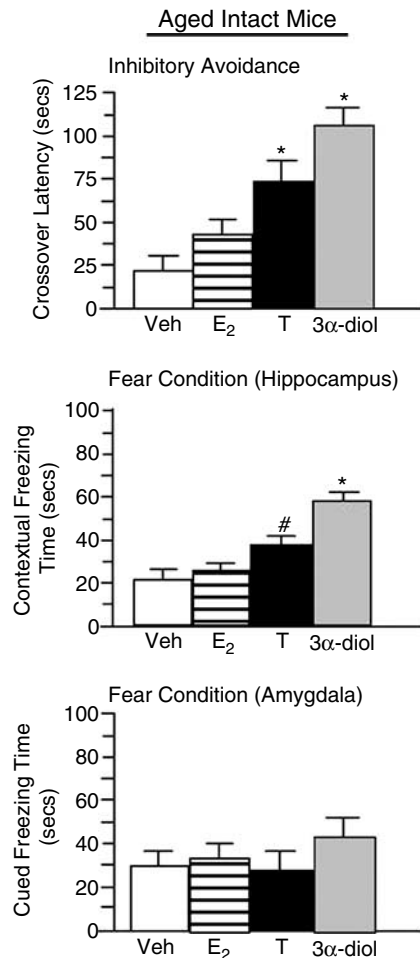 Aged Intact Mice
Inhibitory Avoidance
Crossover Latency (secs)
125
100
75
50
25
0
*
*
Veh E₂ T 3α-diol
Fear Condition (Hippocampus)
Contextual Freezing
Time (secs)
100
80
60
40
20
0
#
*
Veh E₂ T 3α-diol
Fear Condition (Amygdala)
Cued Freezing Time
(secs)
100
80
60
40
20
0
Veh E₂ T 3α-diol